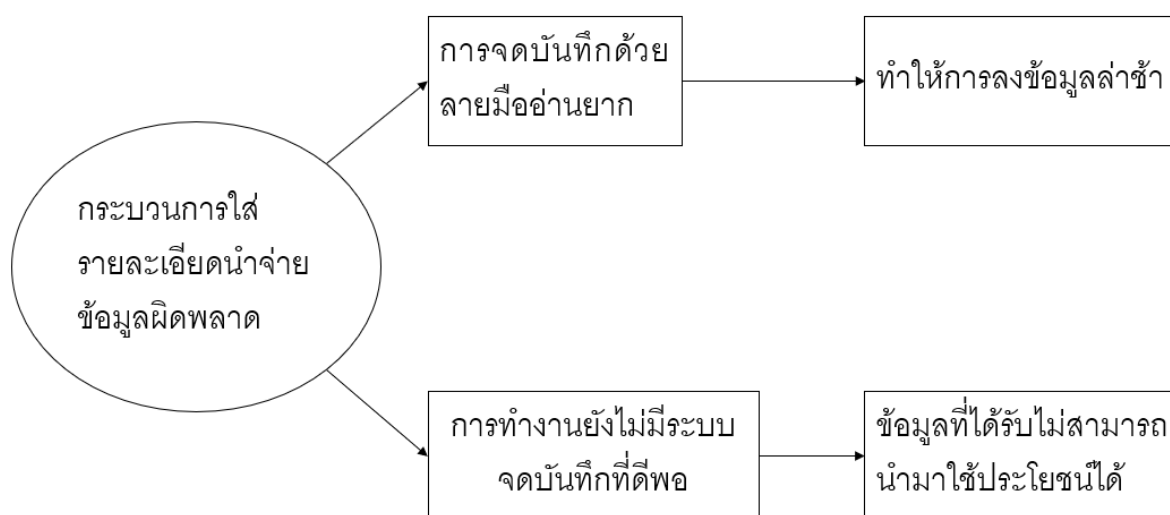 การจดบันทึกด้วย
ลายมืออ่านยาก
ทำให้การลงข้อมูลล่าช้า
กระบวนการใส่
รายละเอียดนำจ่าย
ข้อมูลผิดพลาด
การทำงานยังไม่มีระบบ
จดบันทึกที่ดีพอ
ข้อมูลที่ได้รับไม่สามารถ
นำมาใช้ประโยชน์ได้